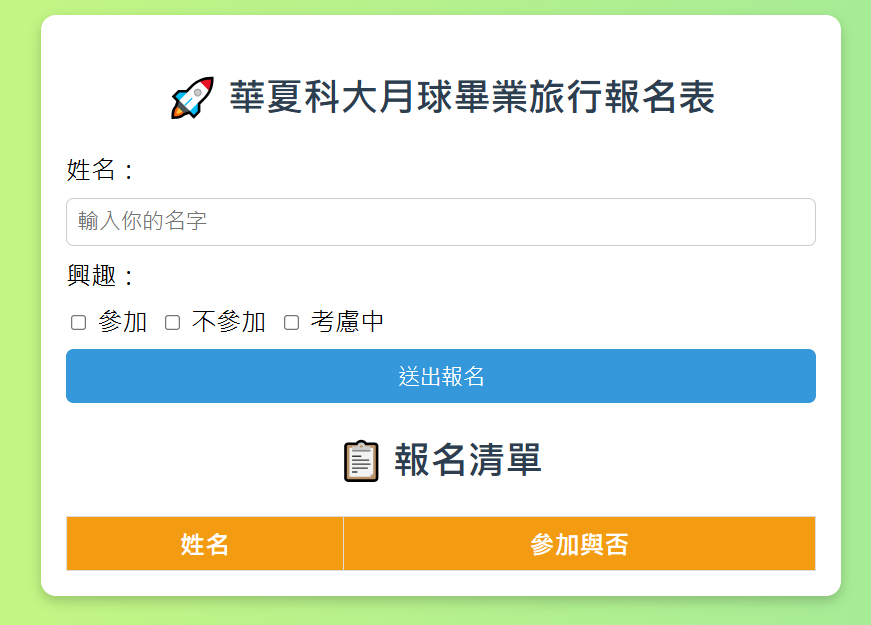 🚀 華夏科大月球畢業旅行報名表
姓名：
輸入你的名字
興趣：
參加 不參加 考慮中
送出報名
📋 報名清單
姓名 參加與否